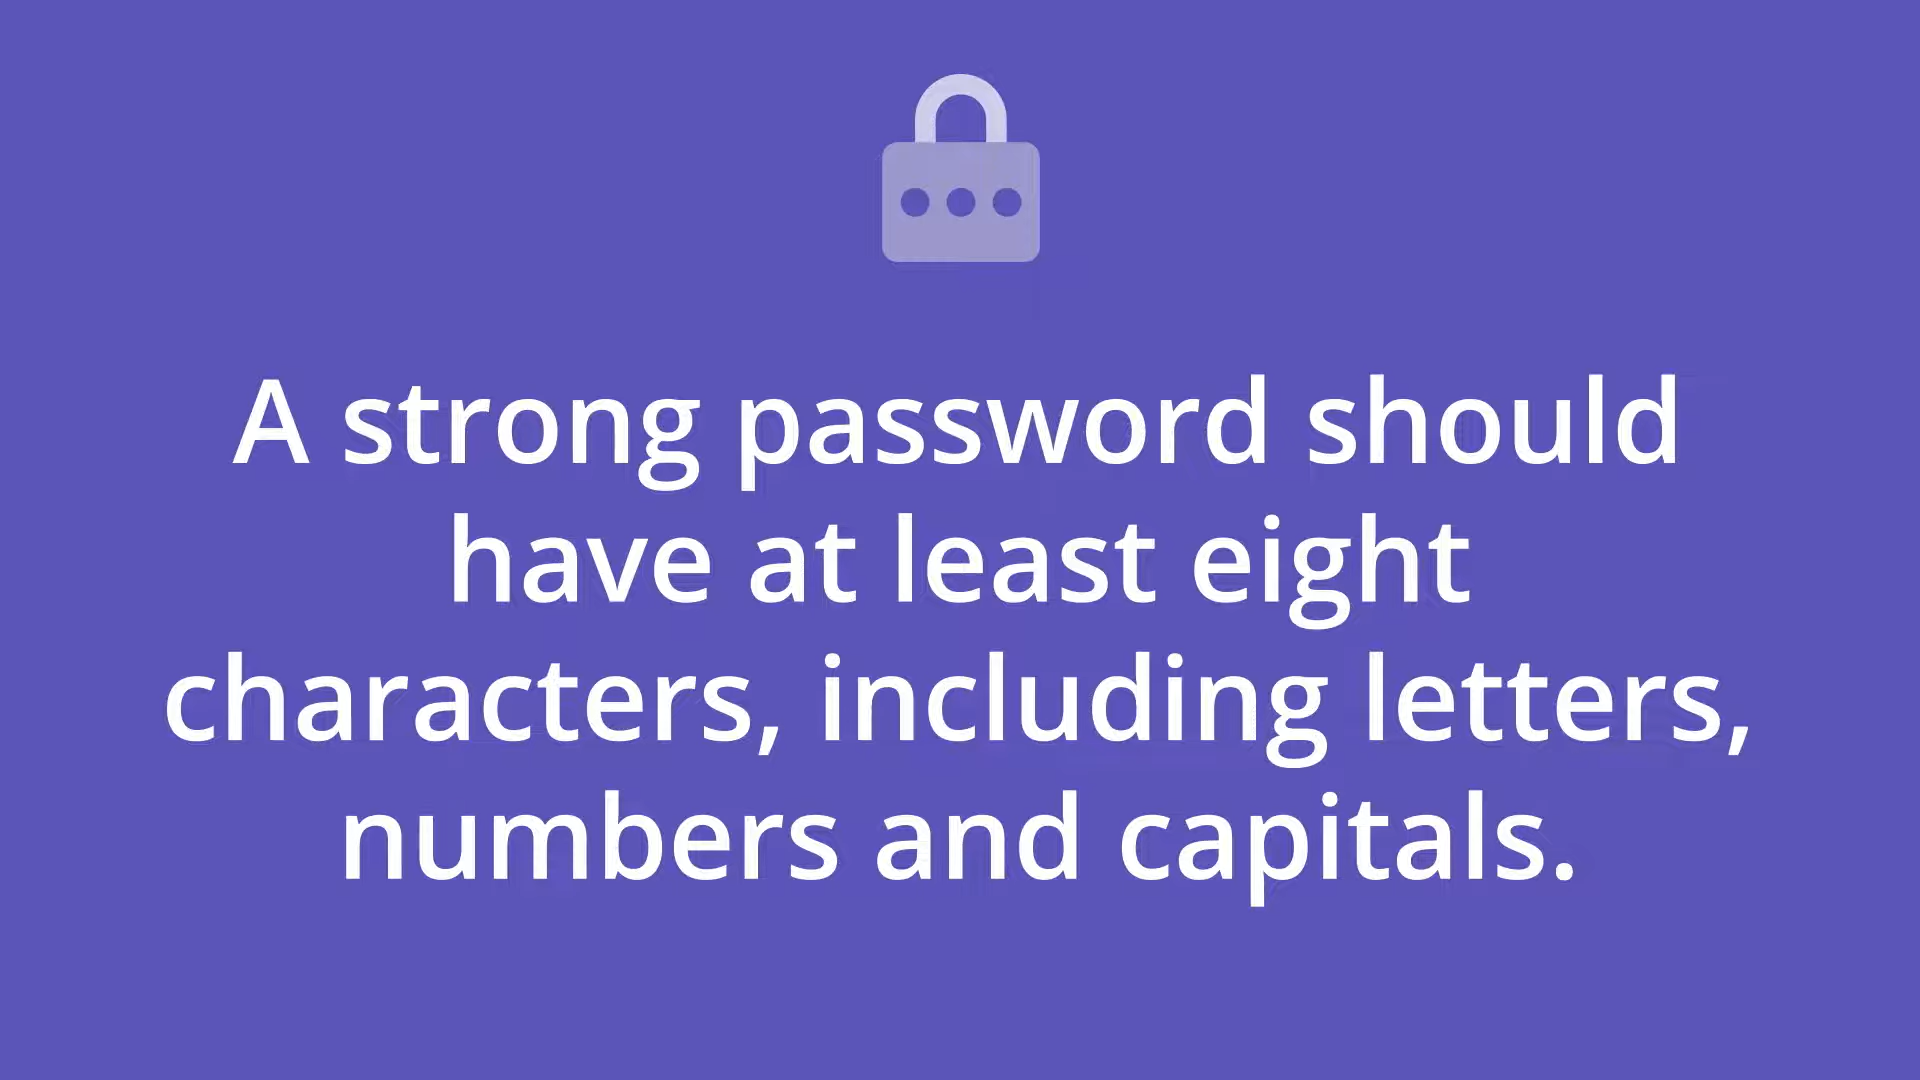 A strong password should
have at least eight
characters, including letters,
numbers and capitals.